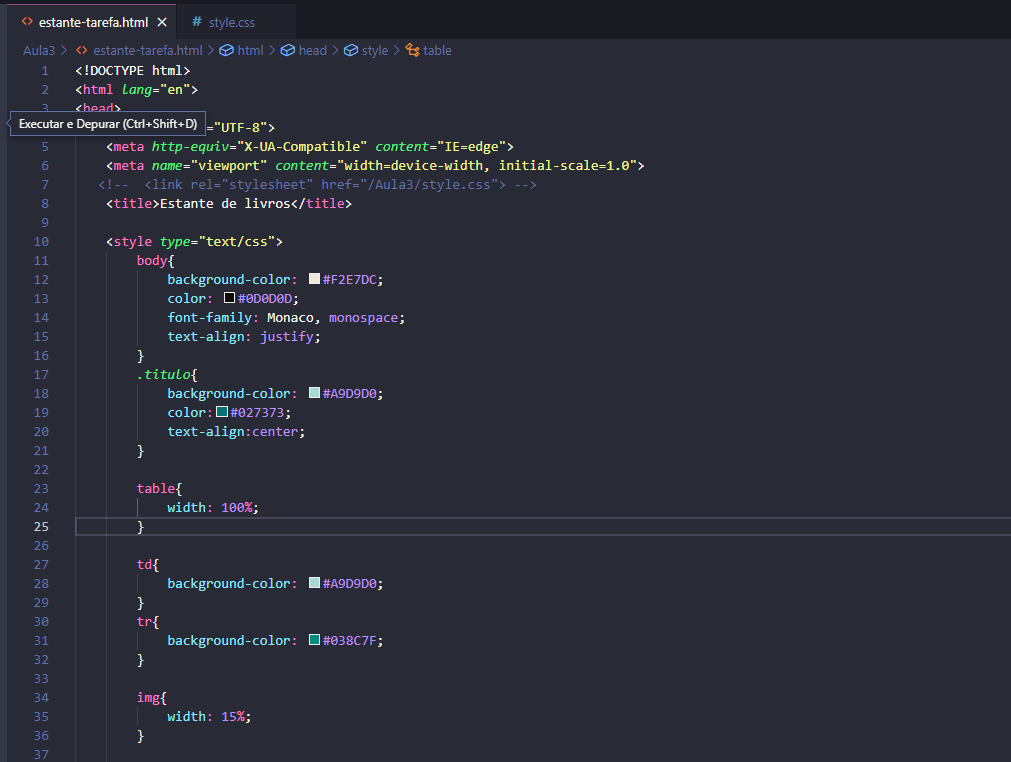 estante-tarefa.html
# style.css
Aula3 > estante-tarefa.html > html > head > style > table
1 <!DOCTYPE html>
2 <html lang="en">
3 <head>
Executar e Depurar (Ctrl+Shift+D)
="UTF-8">
5 <meta http-equiv="X-UA-Compatible" content="IE=edge">
6 <meta name="viewport" content="width=device-width, initial-scale=1.0">
7 <!--  <link rel="stylesheet" href="/Aula3/style.css"> -->
8 <title>Estante de livros</title>
9
10 <style type="text/css">
11 body{
12 background-color: #F2E7DC;
13 color: #0D0D0D;
14 font-family: Monaco, monospace;
15 text-align: justify;
16 }
17 .titulo{
18 background-color: #A9D9D0;
19 color:#027373;
20 text-align:center;
21 }
22
23 table{
24 width: 100%;
25 }
26
27 td{
28 background-color: #A9D9D0;
29 }
30 tr{
31 background-color: #038C7F;
32 }
33
34 img{
35 width: 15%;
36 }
37